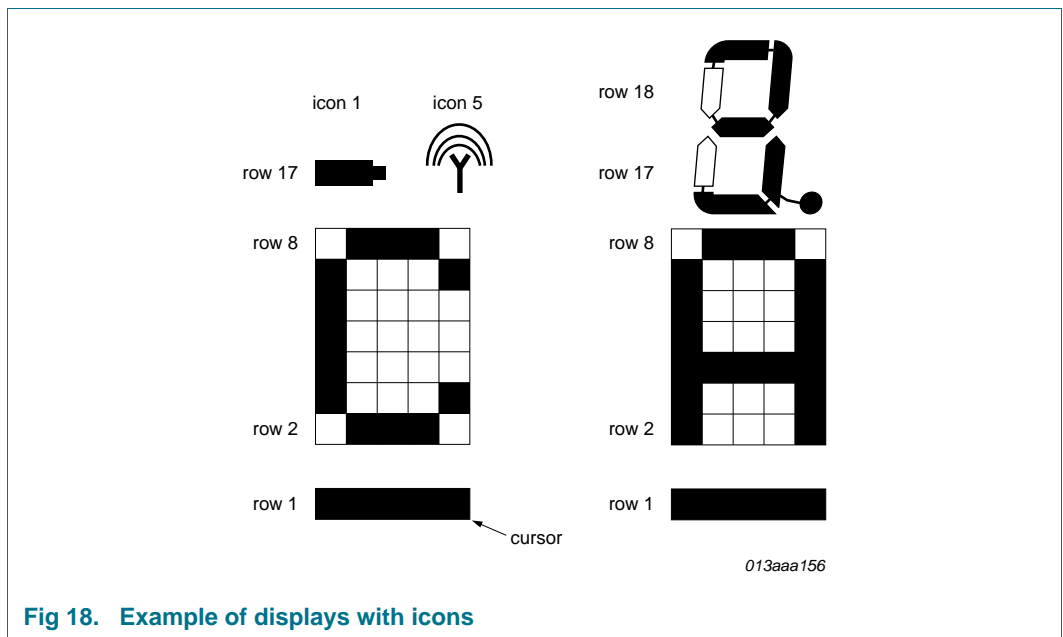 icon 1
icon 5
row 17
row 8
row 2
row 1
cursor
row 18
row 17
row 8
row 2
row 1
013aaa156
Fig 18. Example of displays with icons